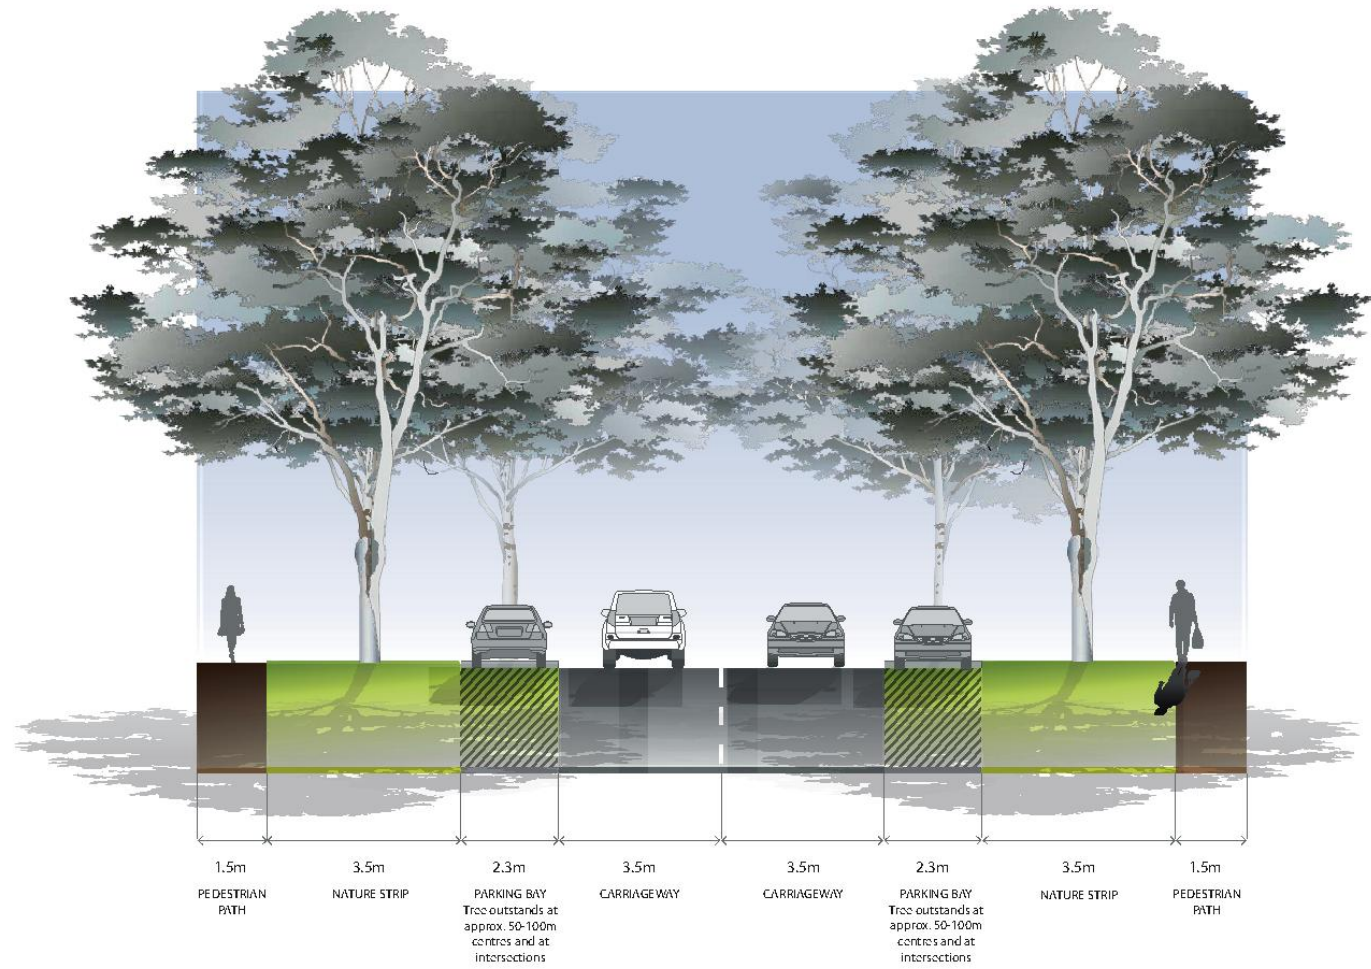 1.5m
3.5m
2.3m
3.5m
3.5m
2.3m
3.5m
1.5m
PEDESTRIAN
PATH
NATURE STRIP
PARKING BAY
Tree outstands at
approx. 50-100m
centres and at
intersections
CARRIAGEWAY
CARRIAGEWAY
PARKING BAY
Tree outstands at
approx. 50-100m
centres and at
intersections
NATURE STRIP
PEDESTRIAN
PATH